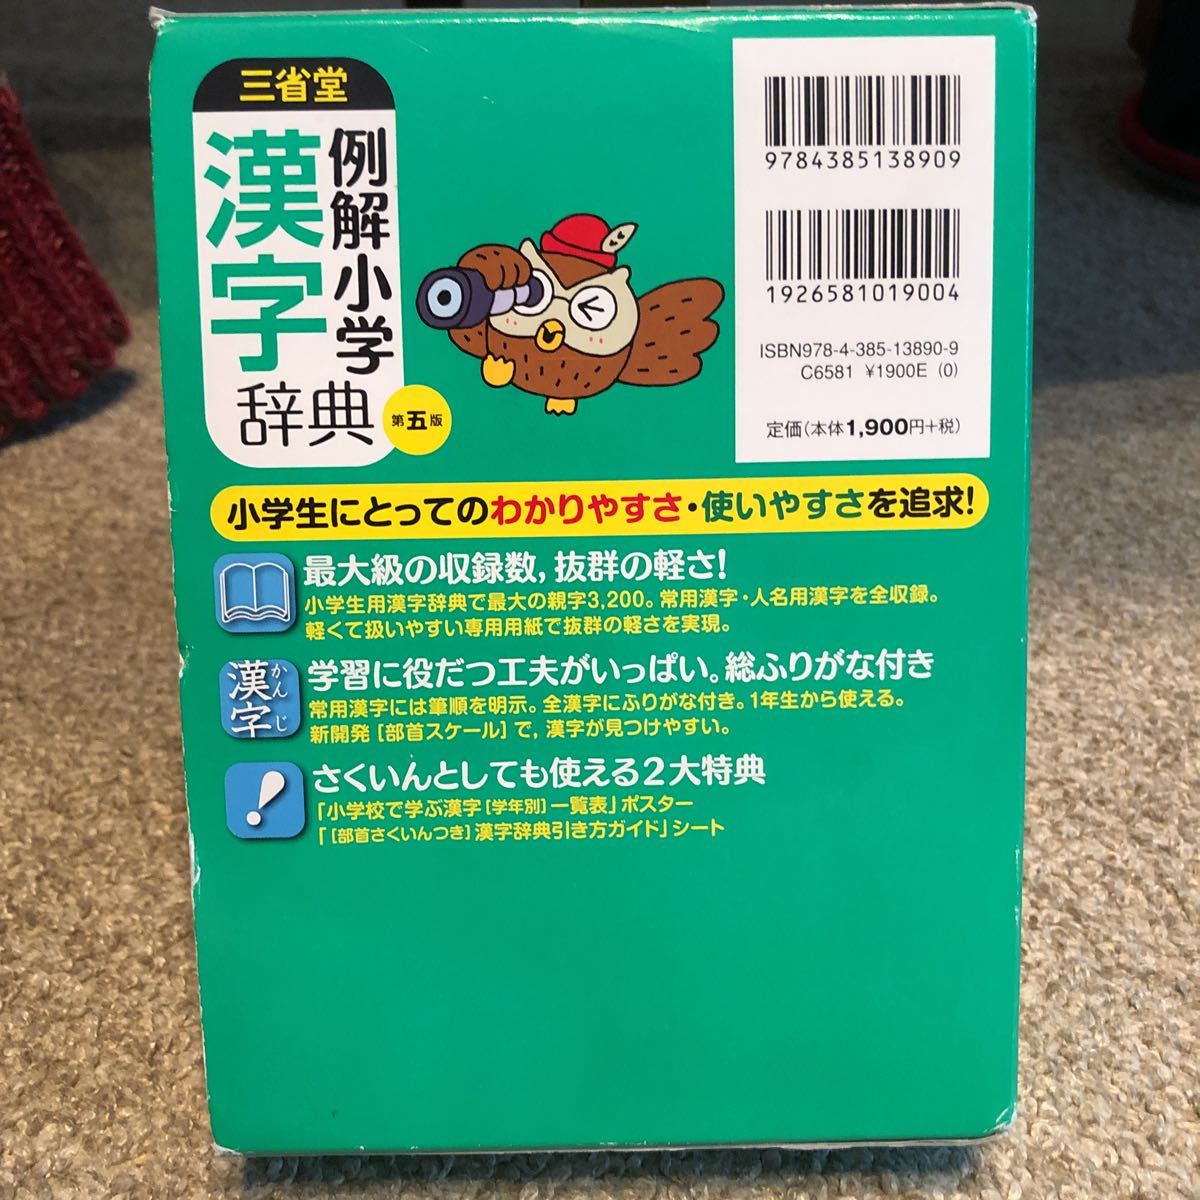 三省堂
例解小学
漢字
辞典
第五版
9784385138909
1926581019004
ISBN978-4-385-13890-9
C6581 ¥1900E (0)
定価(本体1,900円+税)
小学生にとってのわかりやすさ・使いやすさを追求!
最大級の収録数,抜群の軽さ!
小学生用漢字辞典で最大の親字3,200。常用漢字・人名用漢字を全収録。
軽くて扱いやすい専用用紙で抜群の軽さを実現。
漢字
かんじ
学習に役だつ工夫がいっぱい。総ふりがな付き
常用漢字には筆順を明示。全漢字にふりがな付き。1年生から使える。
新開発[部首スケール]で,漢字が見つけやすい。
!
さくいんとしても使える2大特典
「小学校で学ぶ漢字[学年別]一覧表」ポスター
「[部首さくいんつき]漢字辞典引き方ガイド」シート